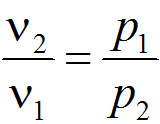 ν₂/ν₁ = p₁/p₂